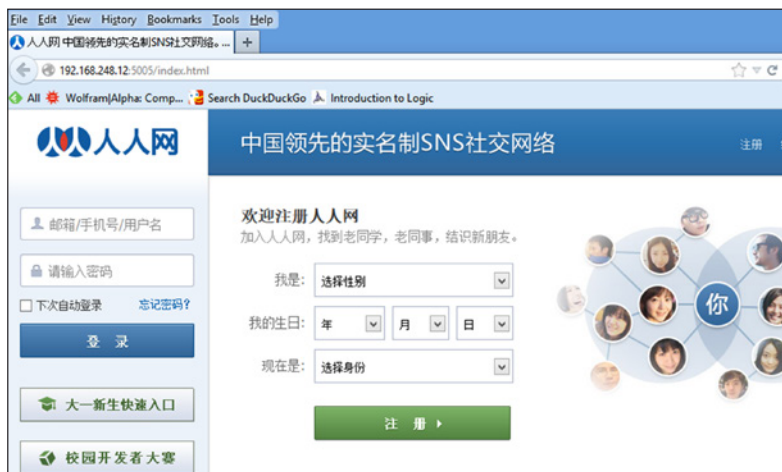 File Edit View History Bookmarks Tools Help
人人网 中国领先的实名制SNS社交网络。...
192.168.248.12:5005/index.html
All Wolfram|Alpha: Comp... Search DuckDuckGo Introduction to Logic
人人网
中国领先的实名制SNS社交网络
注册
邮箱/手机号/用户名
请输入密码
下次自动登录 忘记密码?
登 录
大一新生快速入口
校园开发者大赛
欢迎注册人人网
加入人人网，找到老同学，老同事，结识新朋友。
我是: 选择性别
我的生日: 年 月 日
现在是: 选择身份
注 册
你